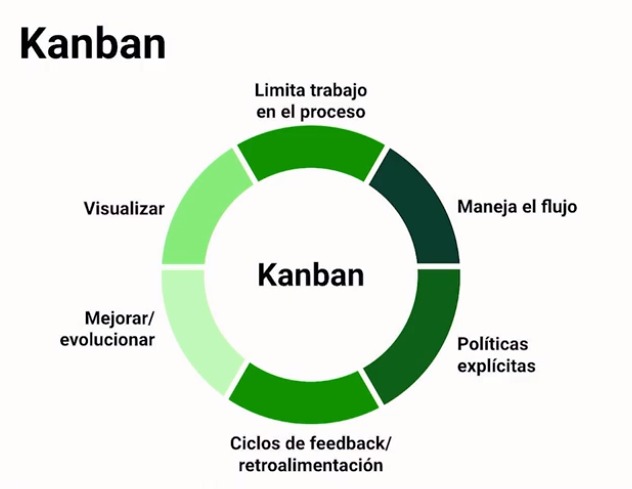 Kanban
Limita trabajo
en el proceso
Visualizar
Maneja el flujo
Kanban
Mejorar/
evolucionar
Políticas
explícitas
Ciclos de feedback/
retroalimentación